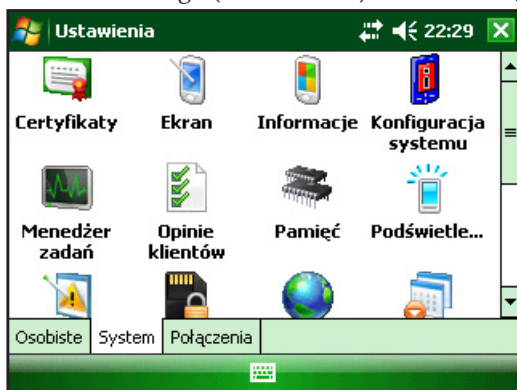 Ustawienia 22:29
Certyfikaty Ekran Informacje Konfiguracja
systemu
Menedżer Opinie Pamięć Podświetle...
zadań klientów
Osobiste System Połączenia